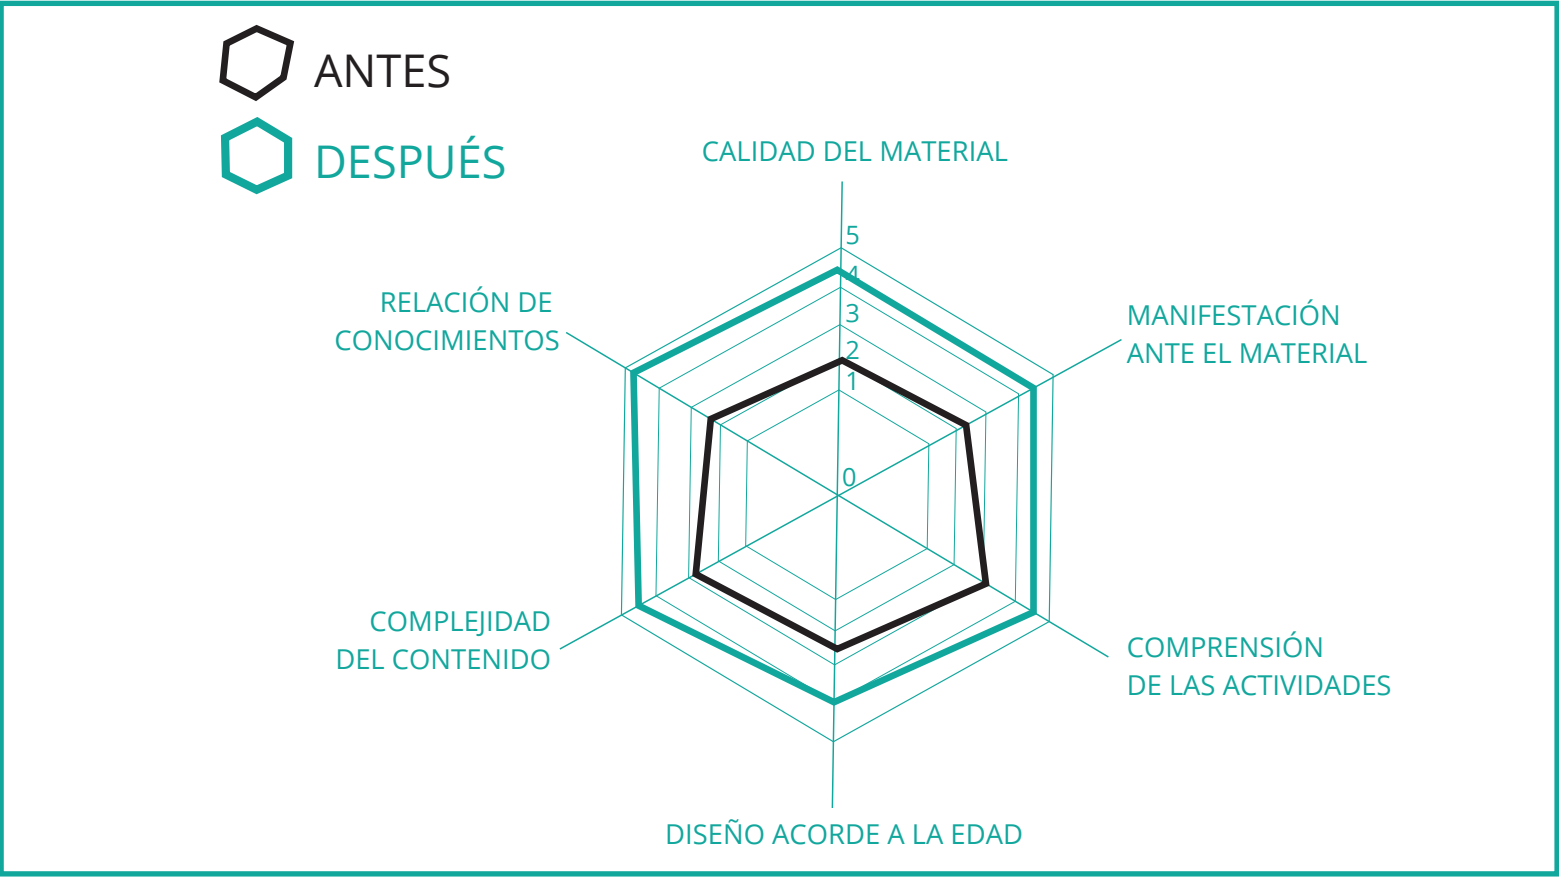 ANTES
DESPUÉS
CALIDAD DEL MATERIAL
5
4
3
2
1
0
RELACIÓN DE
CONOCIMIENTOS
MANIFESTACIÓN
ANTE EL MATERIAL
COMPLEJIDAD
DEL CONTENIDO
COMPRENSIÓN
DE LAS ACTIVIDADES
DISEÑO ACORDE A LA EDAD